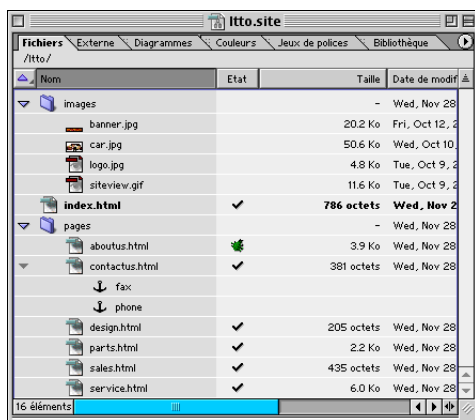 ltto.site
Fichiers Externe Diagrammes Couleurs Jeux de polices Bibliothèque
/ltto/
Nom Etat Taille Date de modif
images - Wed, Nov 28
banner.jpg 20.2 Ko Fri, Oct 12, 2
car.jpg 50.6 Ko Wed, Oct 10,
logo.jpg 4.8 Ko Tue, Oct 9, 2
siteview.gif 11.6 Ko Tue, Oct 9, 2
index.html 786 octets Wed, Nov 2
pages - Wed, Nov 28
aboutus.html 3.9 Ko Wed, Nov 28
contactus.html 381 octets Wed, Nov 28
fax
phone
design.html 205 octets Wed, Nov 28
parts.html 2.2 Ko Wed, Nov 28
sales.html 435 octets Wed, Nov 28
service.html 6.0 Ko Wed, Nov 28
16 éléments